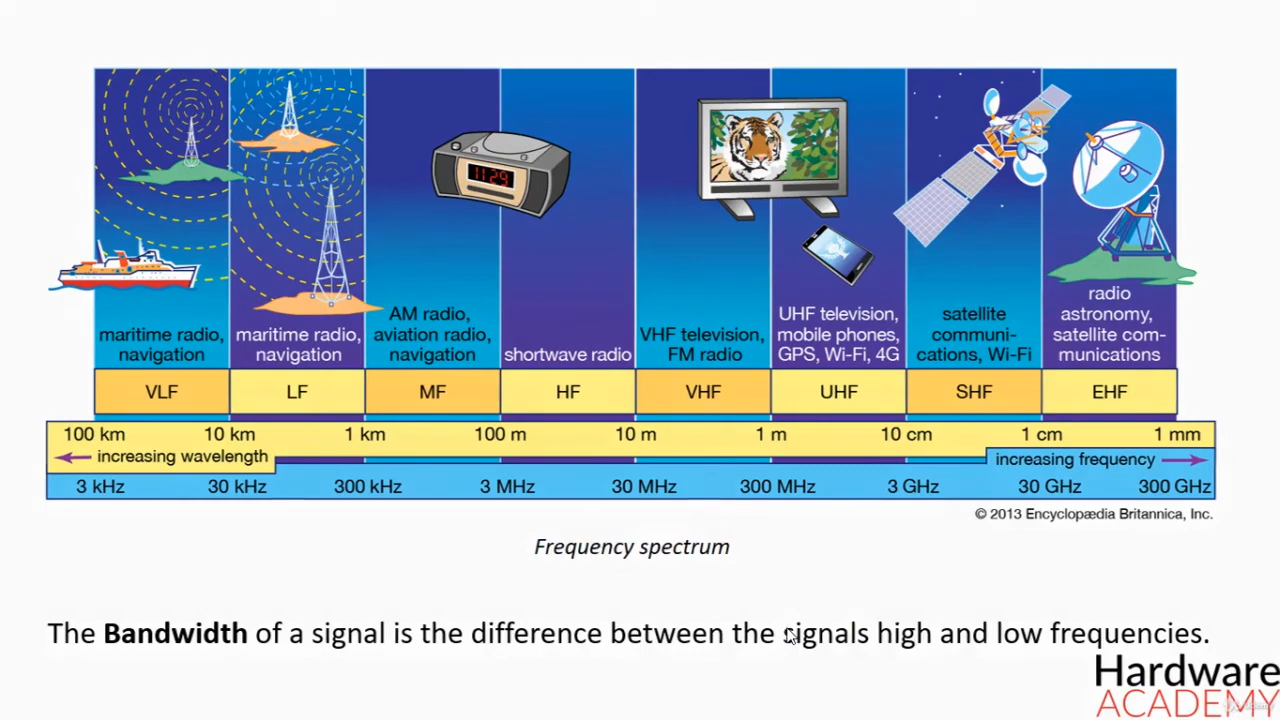 11:29
AM radio,
aviation radio,
navigation
maritime radio,
navigation
maritime radio,
navigation
shortwave radio
VHF television,
FM radio
UHF television,
mobile phones,
GPS, Wi-Fi, 4G
satellite
communi-
cations, Wi-Fi
radio
astronomy,
satellite com-
munications
VLF LF MF HF VHF UHF SHF EHF
100 km 10 km 1 km 100 m 10 m 1 m 10 cm 1 cm 1 mm
increasing wavelength increasing frequency
3 kHz 30 kHz 300 kHz 3 MHz 30 MHz 300 MHz 3 GHz 30 GHz 300 GHz
© 2013 Encyclopædia Britannica, Inc.
Frequency spectrum
The Bandwidth of a signal is the difference between the signals high and low frequencies.
Hardware
ACADEMY